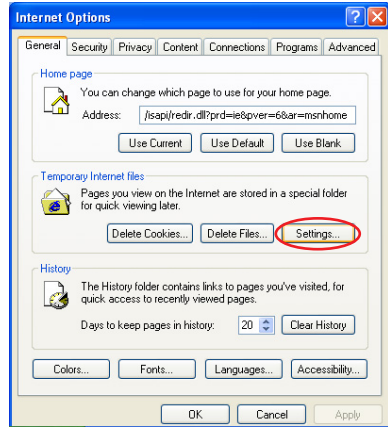 Internet Options
General Security Privacy Content Connections Programs Advanced
Home page
You can change which page to use for your home page.
Address: /isapi/redir.dll?prd=ie&pver=6&ar=msnhome
Use Current Use Default Use Blank
Temporary Internet files
Pages you view on the Internet are stored in a special folder
for quick viewing later.
Delete Cookies... Delete Files... Settings...
History
The History folder contains links to pages you've visited, for
quick access to recently viewed pages.
Days to keep pages in history: 20 Clear History
Colors... Fonts... Languages... Accessibility...
OK Cancel Apply